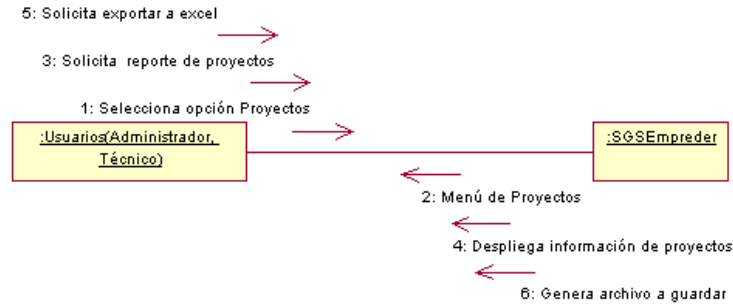 5: Solicita exportar a excel
3: Solicita reporte de proyectos
1: Selecciona opción Proyectos
:Usuarios(Administrador,
Técnico)
:SGSEmpreder
2: Menú de Proyectos
4: Despliega información de proyectos
6: Genera archivo a guardar